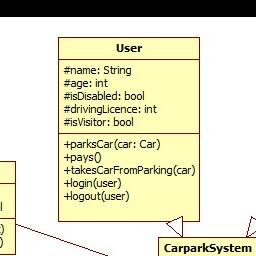 User
#name: String
#age: int
#isDisabled: bool
#drivingLicence: int
#isVisitor: bool
+parksCar(car: Car)
+pays()
+takesCarFromParking(car)
+login(user)
+logout(user)
CarparkSystem